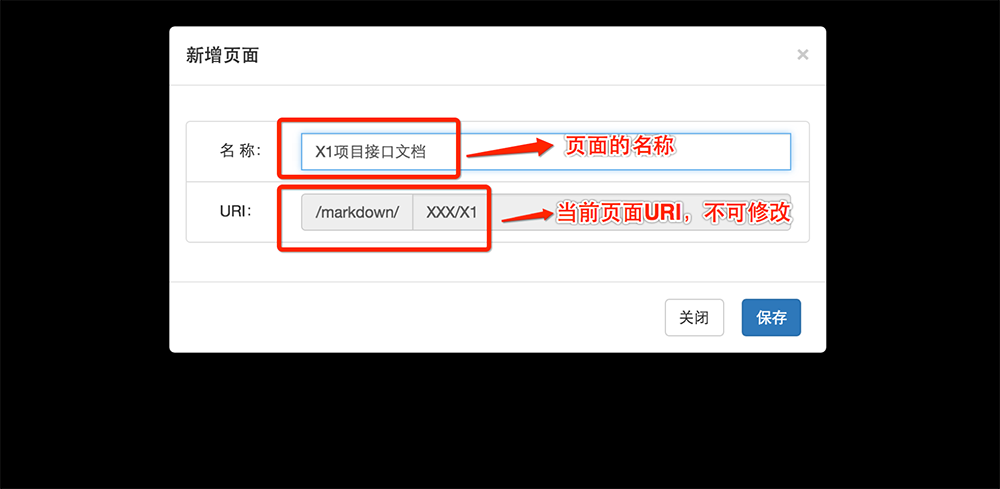 新增页面 ×
名 称： X1项目接口文档 页面的名称
URI： /markdown/ XXX/X1 当前页面URI，不可修改
关闭 保存